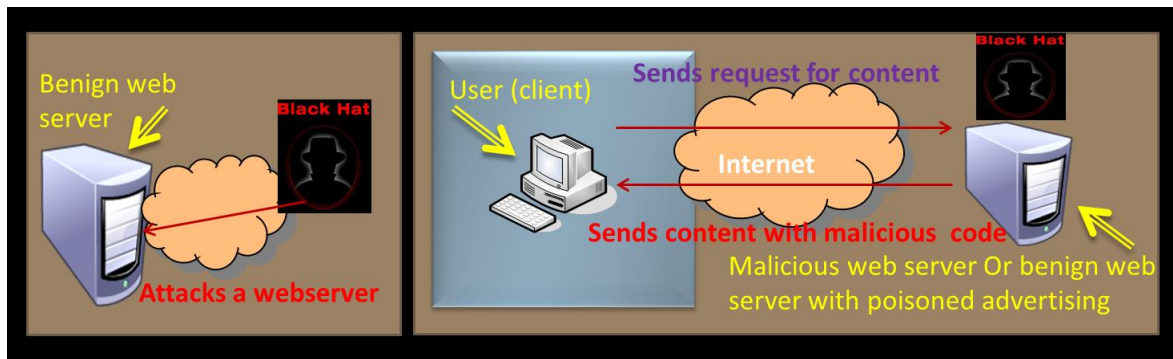 Benign web
server
Black Hat
Attacks a webserver
Black Hat
Sends request for content
User (client)
Internet
Sends content with malicious code
Malicious web server Or benign web
server with poisoned advertising